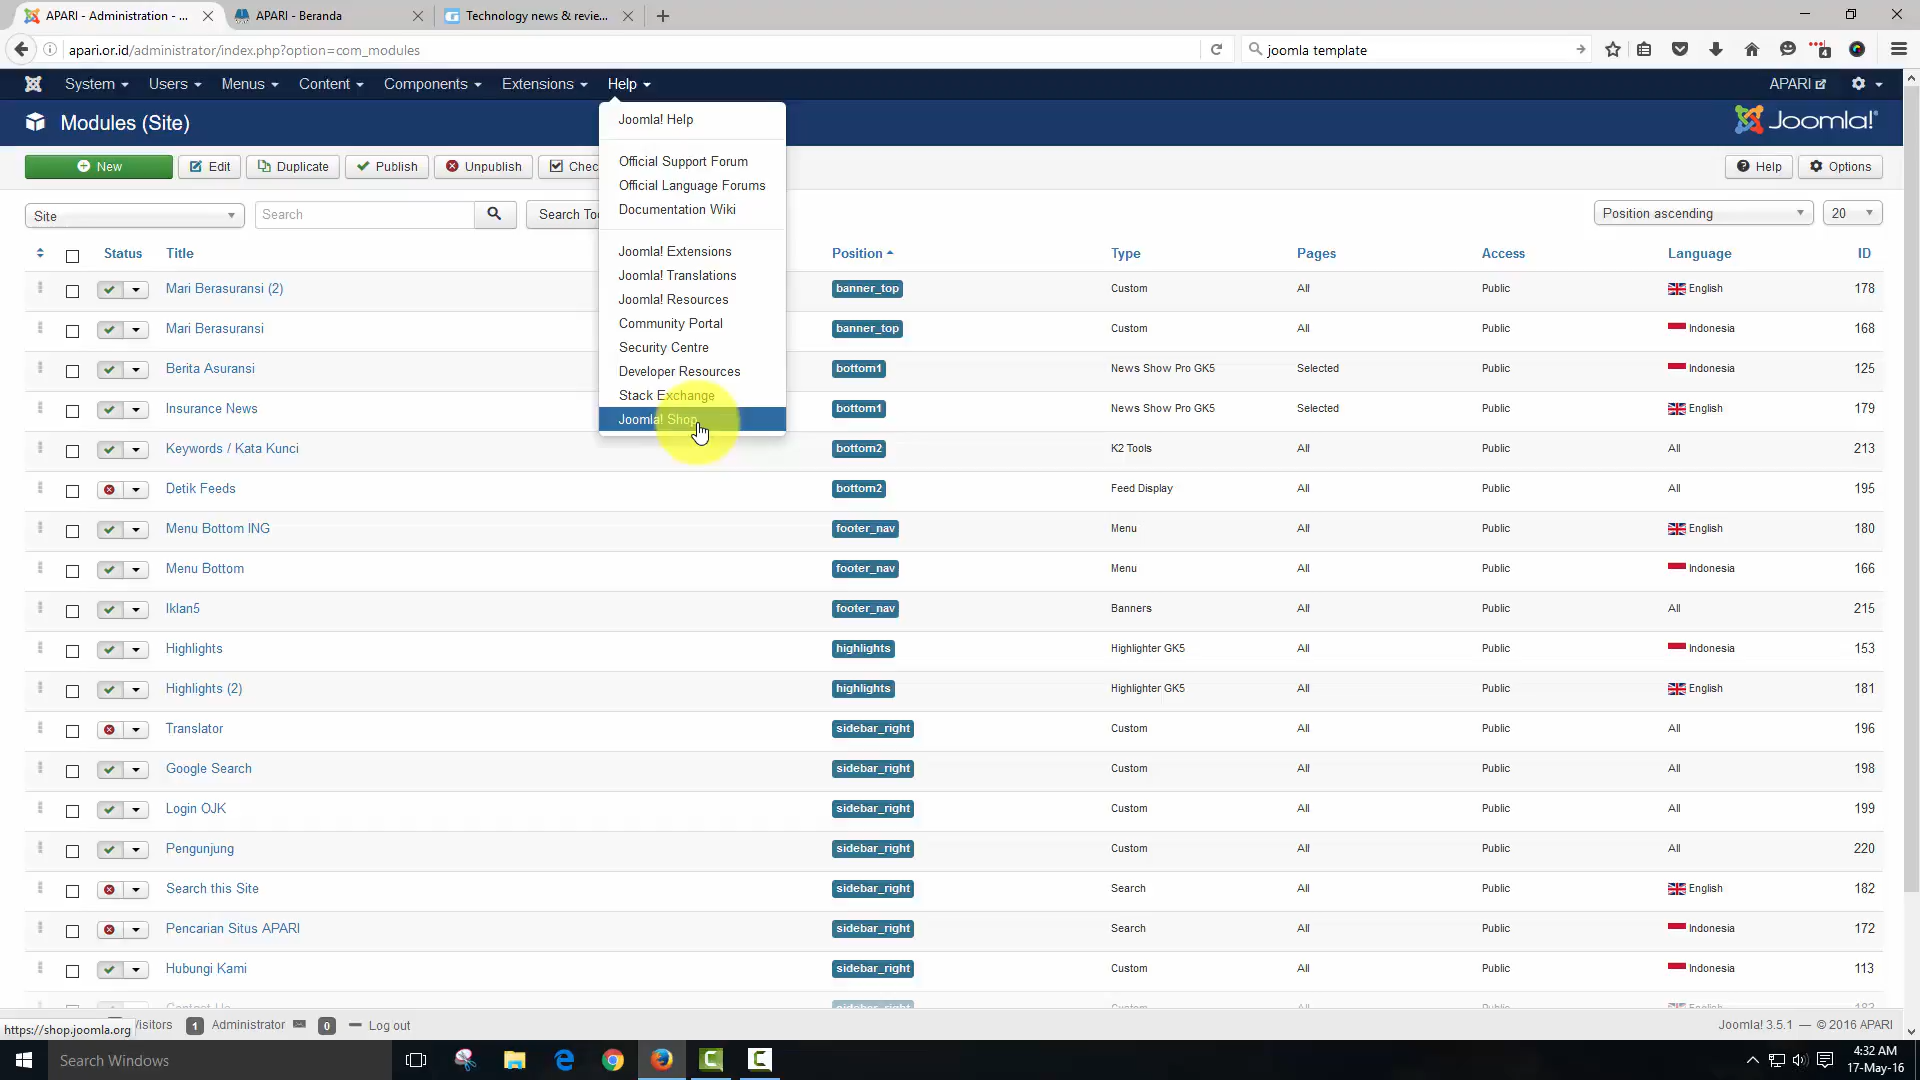 APARI - Administration - ...
APARI - Beranda
Technology news & revie...
apari.or.id/administrator/index.php?option=com_modules
joomla template
System
Users
Menus
Content
Components
Extensions
Help
APARI
Modules (Site)
Joomla!
New
Edit
Duplicate
Publish
Unpublish
Chec
Help
Options
Joomla! Help
Official Support Forum
Official Language Forums
Documentation Wiki
Joomla! Extensions
Joomla! Translations
Joomla! Resources
Community Portal
Security Centre
Developer Resources
Stack Exchange
Joomla! Shop
Site
Search
Search Too
Position ascending
20
Status Title Position Type Pages Access Language ID
Mari Berasuransi (2) banner_top Custom All Public English 178
Mari Berasuransi banner_top Custom All Public Indonesia 168
Berita Asuransi bottom1 News Show Pro GK5 Selected Public Indonesia 125
Insurance News bottom1 News Show Pro GK5 Selected Public English 179
Keywords / Kata Kunci bottom2 K2 Tools All Public All 213
Detik Feeds bottom2 Feed Display All Public All 195
Menu Bottom ING footer_nav Menu All Public English 180
Menu Bottom footer_nav Menu All Public Indonesia 166
Iklan5 footer_nav Banners All Public All 215
Highlights highlights Highlighter GK5 All Public Indonesia 153
Highlights (2) highlights Highlighter GK5 All Public English 181
Translator sidebar_right Custom All Public All 196
Google Search sidebar_right Custom All Public All 198
Login OJK sidebar_right Custom All Public All 199
Pengunjung sidebar_right Custom All Public All 220
Search this Site sidebar_right Search All Public English 182
Pencarian Situs APARI sidebar_right Search All Public Indonesia 172
Hubungi Kami sidebar_right Custom All Public Indonesia 113
Contact Us sidebar_right Custom All Public English 183
https://shop.joomla.org
Visitors 1 Administrator 0 Log out
Joomla! 3.5.1 — © 2016 APARI
Search Windows
4:32 AM
17-May-16